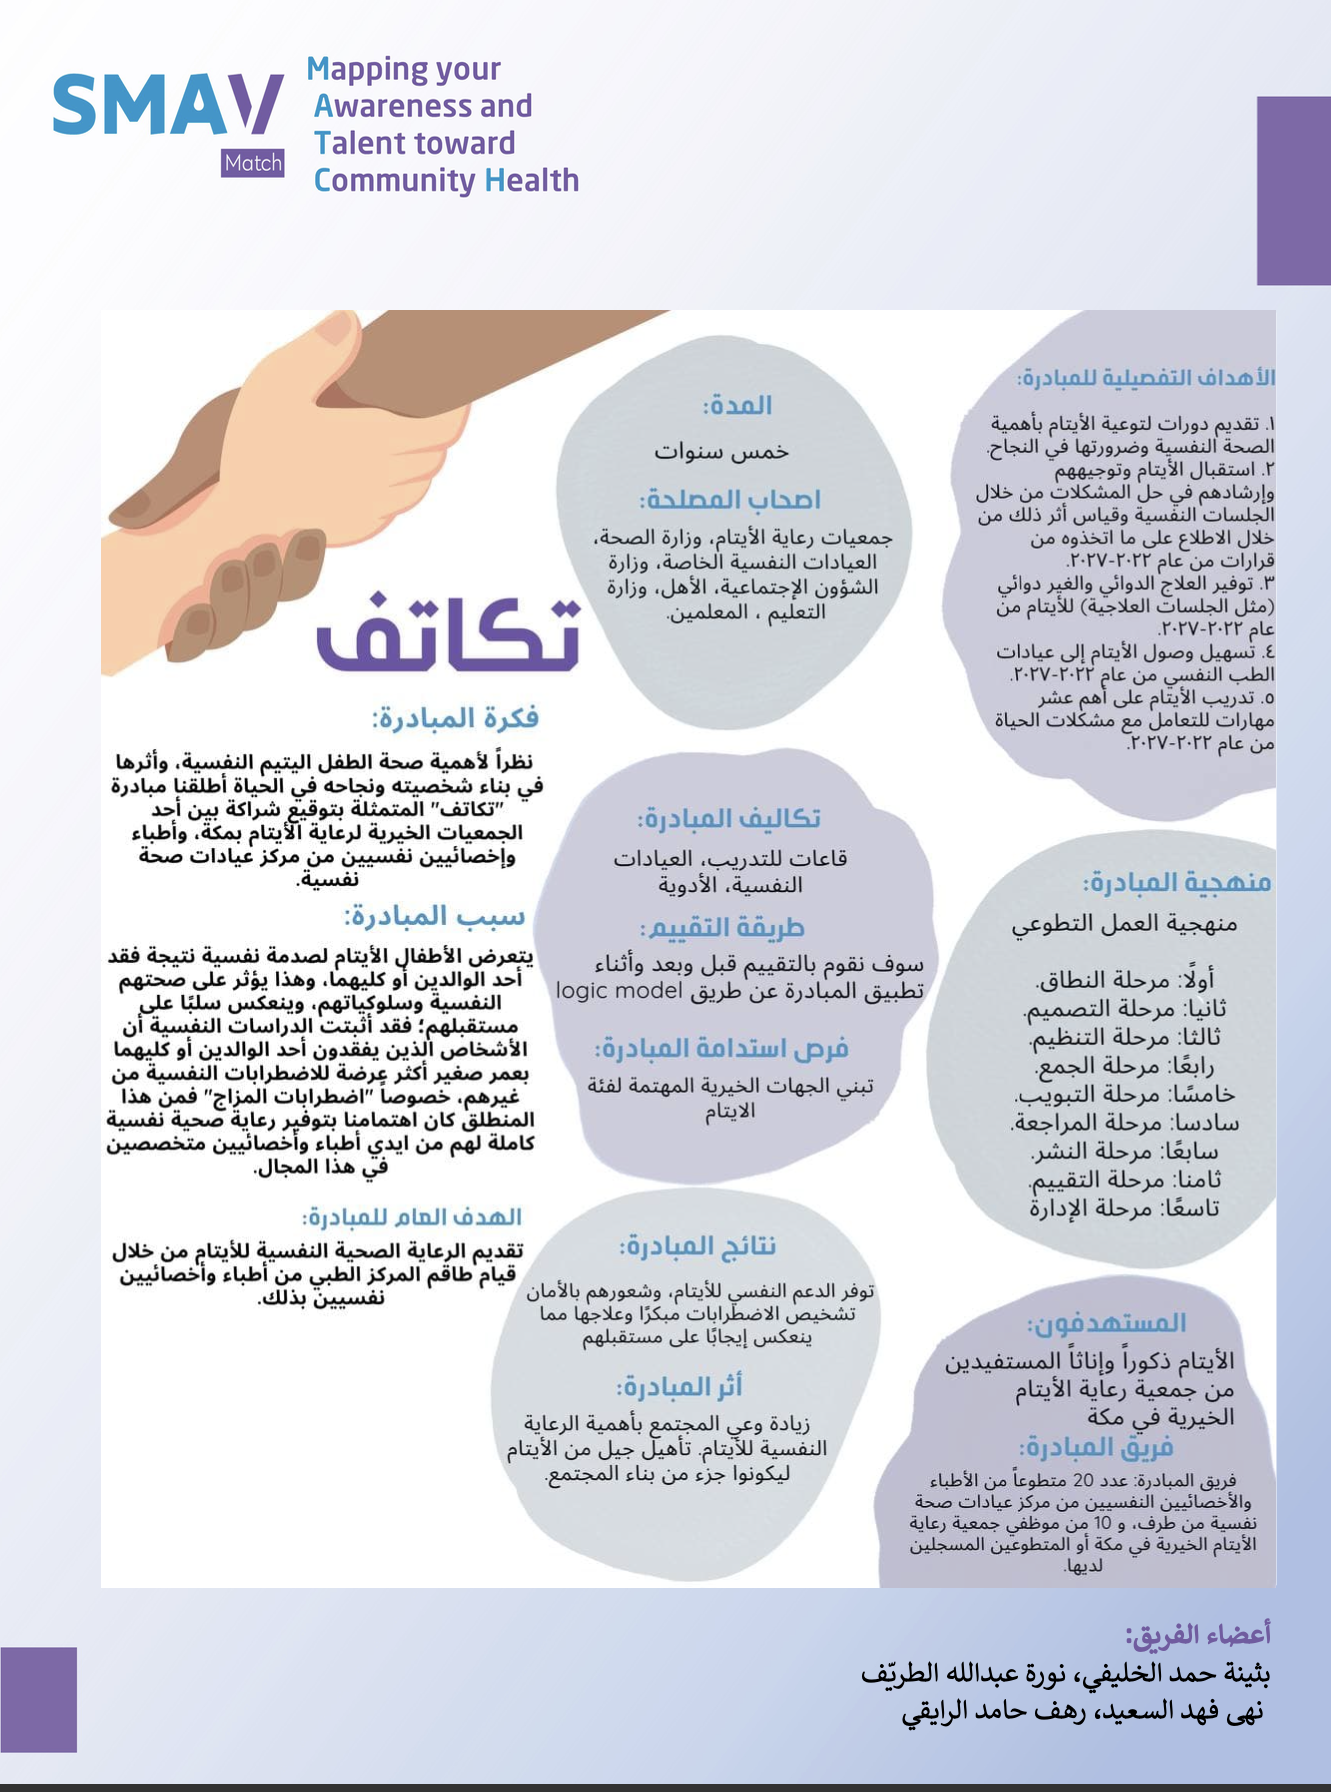 SMAV
Match
Mapping your
Awareness and
Talent toward
Community Health
الأهداف التفصيلية للمبادرة:
١. تقديم دورات لتوعية الأيتام بأهمية
الصحة النفسية وضرورتها في النجاح.
٢. استقبال الأيتام وتوجيههم
وإرشادهم في حل المشكلات من خلال
الجلسات النفسية وقياس أثر ذلك من
خلال الاطلاع على ما اتخذوه من
قرارات من عام ٢٠٢٢-٢٠٢٧.
٣. توفير العلاج الدوائي والغير دوائي
(مثل الجلسات العلاجية) للأيتام من
عام ٢٠٢٢-٢٠٢٧.
٤. تسهيل وصول الأيتام إلى عيادات
الطب النفسي من عام ٢٠٢٢-٢٠٢٧.
٥. تدريب الأيتام على أهم عشر
مهارات للتعامل مع مشكلات الحياة
من عام ٢٠٢٢-٢٠٢٧.
منهجية المبادرة:
منهجية العمل التطوعي
أولًا: مرحلة النطاق.
ثانيا: مرحلة التصميم.
ثالثا: مرحلة التنظيم.
رابعًا: مرحلة الجمع.
خامسًا: مرحلة التبويب.
سادسا: مرحلة المراجعة.
سابعًا: مرحلة النشر.
ثامنا: مرحلة التقييم.
تاسعًا: مرحلة الإدارة
المستهدفون:
الأيتام ذكوراً وإناثاً المستفيدين
من جمعية رعاية الأيتام
الخيرية في مكة
فريق المبادرة:
فريق المبادرة: عدد 20 متطوعاً من الأطباء
والأخصائيين النفسيين من مركز عيادات صحة
نفسية من طرف، و 10 من موظفي جمعية رعاية
الأيتام الخيرية في مكة أو المتطوعين المسجلين
لديها.
المدة:
خمس سنوات
اصحاب المصلحة:
جمعيات رعاية الأيتام، وزارة الصحة،
العيادات النفسية الخاصة، وزارة
الشؤون الإجتماعية، الأهل، وزارة
التعليم ، المعلمين.
تكاليف المبادرة:
قاعات للتدريب، العيادات
النفسية، الأدوية
طريقة التقييم:
سوف نقوم بالتقييم قبل وبعد وأثناء
تطبيق المبادرة عن طريق logic model
فرص استدامة المبادرة:
تبني الجهات الخيرية المهتمة لفئة
الايتام
نتائج المبادرة:
توفر الدعم النفسي للأيتام، وشعورهم بالأمان
تشخيص الاضطرابات مبكرًا وعلاجها مما
ينعكس إيجابًا على مستقبلهم
أثر المبادرة:
زيادة وعي المجتمع بأهمية الرعاية
النفسية للأيتام. تأهيل جيل من الأيتام
ليكونوا جزء من بناء المجتمع.
تكاتف
فكرة المبادرة:
نظراً لأهمية صحة الطفل اليتيم النفسية، وأثرها
في بناء شخصيته ونجاحه في الحياة أطلقنا مبادرة
"تكاتف" المتمثلة بتوقيع شراكة بين أحد
الجمعيات الخيرية لرعاية الأيتام بمكة، وأطباء
وإخصائيين نفسيين من مركز عيادات صحة
نفسية.
سبب المبادرة:
يتعرض الأطفال الأيتام لصدمة نفسية نتيجة فقد
أحد الوالدين أو كليهما، وهذا يؤثر على صحتهم
النفسية وسلوكياتهم، وينعكس سلبًا على
مستقبلهم؛ فقد أثبتت الدراسات النفسية أن
الأشخاص الذين يفقدون أحد الوالدين أو كليهما
بعمر صغير أكثر عرضة للاضطرابات النفسية من
غيرهم، خصوصاً "اضطرابات المزاج" فمن هذا
المنطلق كان اهتمامنا بتوفير رعاية صحية نفسية
كاملة لهم من ايدي أطباء وأخصائيين متخصصين
في هذا المجال.
الهدف العام للمبادرة:
تقديم الرعاية الصحية النفسية للأيتام من خلال
قيام طاقم المركز الطبي من أطباء وأخصائيين
نفسيين بذلك.
أعضاء الفريق:
بثينة حمد الخليفي، نورة عبدالله الطريّف
نهى فهد السعيد، رهف حامد الرايقي